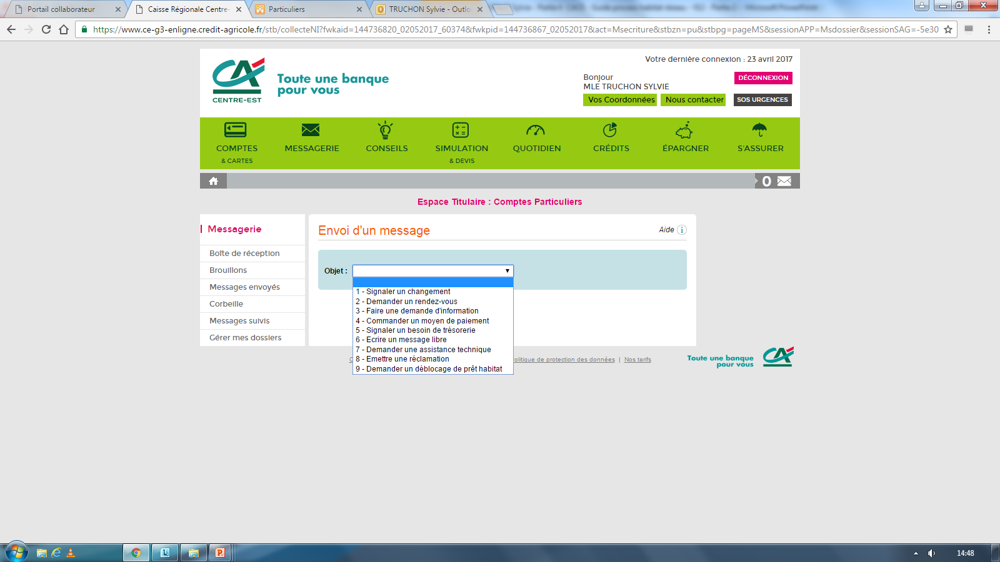 Portail collaborateur
Caisse Régionale Centre-
Particuliers
TRUCHON Sylvie - Outlo
https://www.ce-g3-enligne.credit-agricole.fr/stb/collecteNI?fwkaid=144736820_02052017_60374&fwkpid=144736867_02052017&act=Msecriture&stbzn=pu&stbpg=pageMS&sessionAPP=Msdossier&sessionSAG=-5e30
CENTRE-EST
Toute une banque
pour vous
Votre dernière connexion : 23 avril 2017
Bonjour
MLE TRUCHON SYLVIE
DÉCONNEXION
Vos Coordonnées
Nous contacter
SOS URGENCES
COMPTES
& CARTES
MESSAGERIE
CONSEILS
SIMULATION
& DEVIS
QUOTIDIEN
CRÉDITS
ÉPARGNER
S'ASSURER
0
Espace Titulaire : Comptes Particuliers
Messagerie
Boîte de réception
Brouillons
Messages envoyés
Corbeille
Messages suivis
Gérer mes dossiers
Envoi d'un message
Aide
Objet :
1 - Signaler un changement
2 - Demander un rendez-vous
3 - Faire une demande d'information
4 - Commander un moyen de paiement
5 - Signaler un besoin de trésorerie
6 - Ecrire un message libre
7 - Demander une assistance technique
8 - Emettre une réclamation
9 - Demander un déblocage de prêt habitat
olitique de protection des données | Nos tarifs
Toute une banque
pour vous
14:48